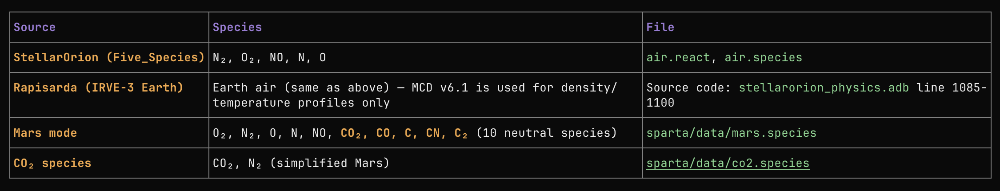 Source Species File
StellarOrion (Five_Species) N₂, O₂, NO, N, O air.react, air.species
Rapisarda (IRVE-3 Earth) Earth air (same as above) — MCD v6.1 is used for density/ Source code: stellarorion_physics.adb line 1085-
temperature profiles only 1100
Mars mode O₂, N₂, O, N, NO, CO₂, CO, C, CN, C₂ (10 neutral species) sparta/data/mars.species
CO₂ species CO₂, N₂ (simplified Mars) sparta/data/co2.species